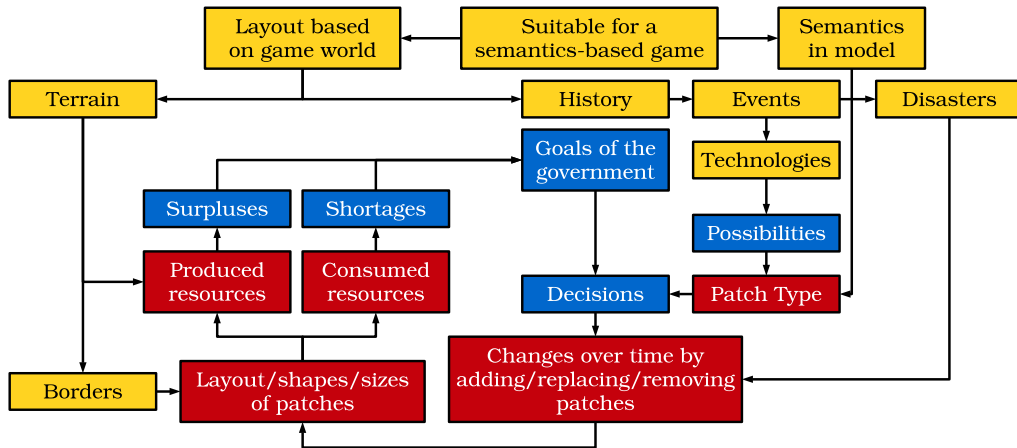 Layout based
on game world
Suitable for a
semantics-based game
Semantics
in model
Terrain
History
Events
Disasters
Goals of the
government
Technologies
Surpluses
Shortages
Possibilities
Produced
resources
Consumed
resources
Decisions
Patch Type
Changes over time by
adding/replacing/removing
patches
Borders
Layout/shapes/sizes
of patches